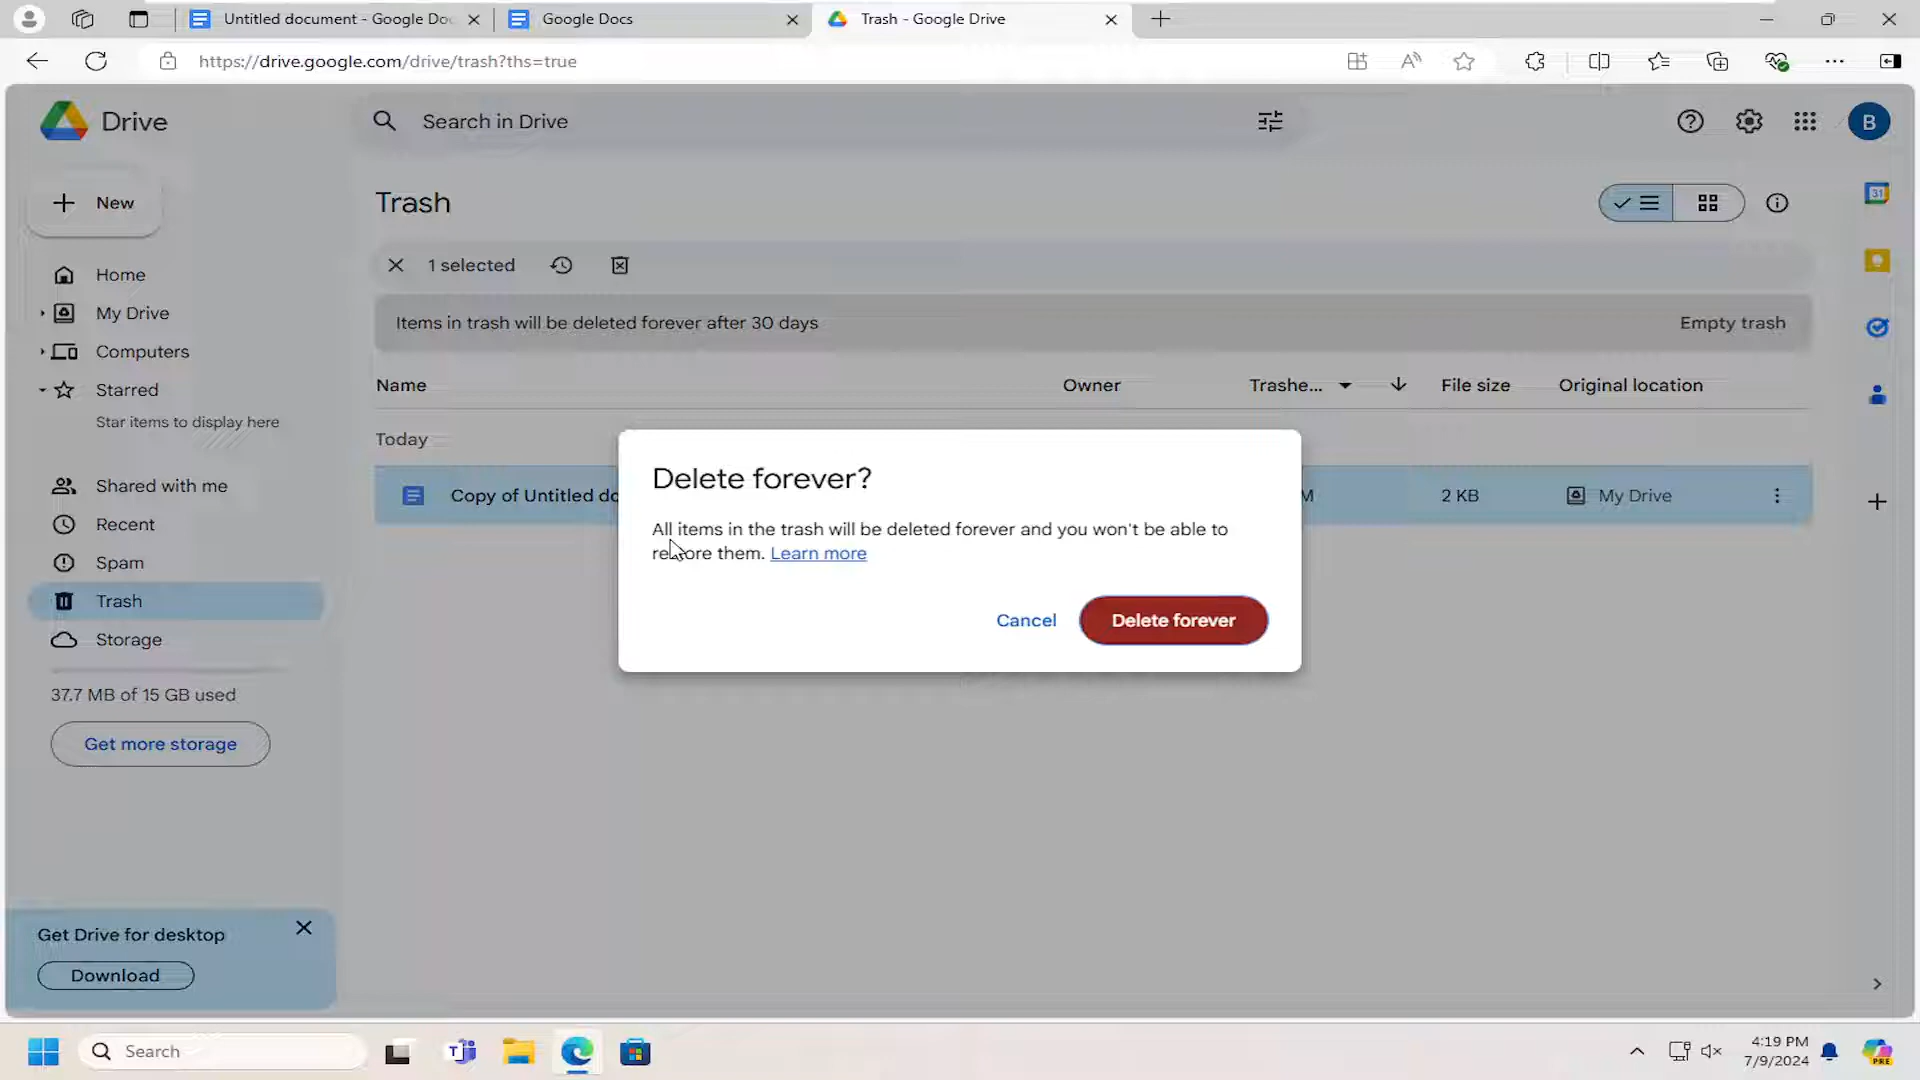 Untitled document - Google Do
Google Docs
Trash - Google Drive
https://drive.google.com/drive/trash?ths=true
Drive
Search in Drive
B
New
Trash
31
1 selected
Home
My Drive
Items in trash will be deleted forever after 30 days
Empty trash
Computers
Starred
Name Owner Trashe... File size Original location
Star items to display here
Today
Delete forever?
Shared with me
Copy of Untitled do
M 2 KB My Drive
Recent
All items in the trash will be deleted forever and you won't be able to
restore them. Learn more
Spam
Trash
Cancel Delete forever
Storage
37.7 MB of 15 GB used
Get more storage
Get Drive for desktop
Download
Search
4:19 PM
7/9/2024
PRE